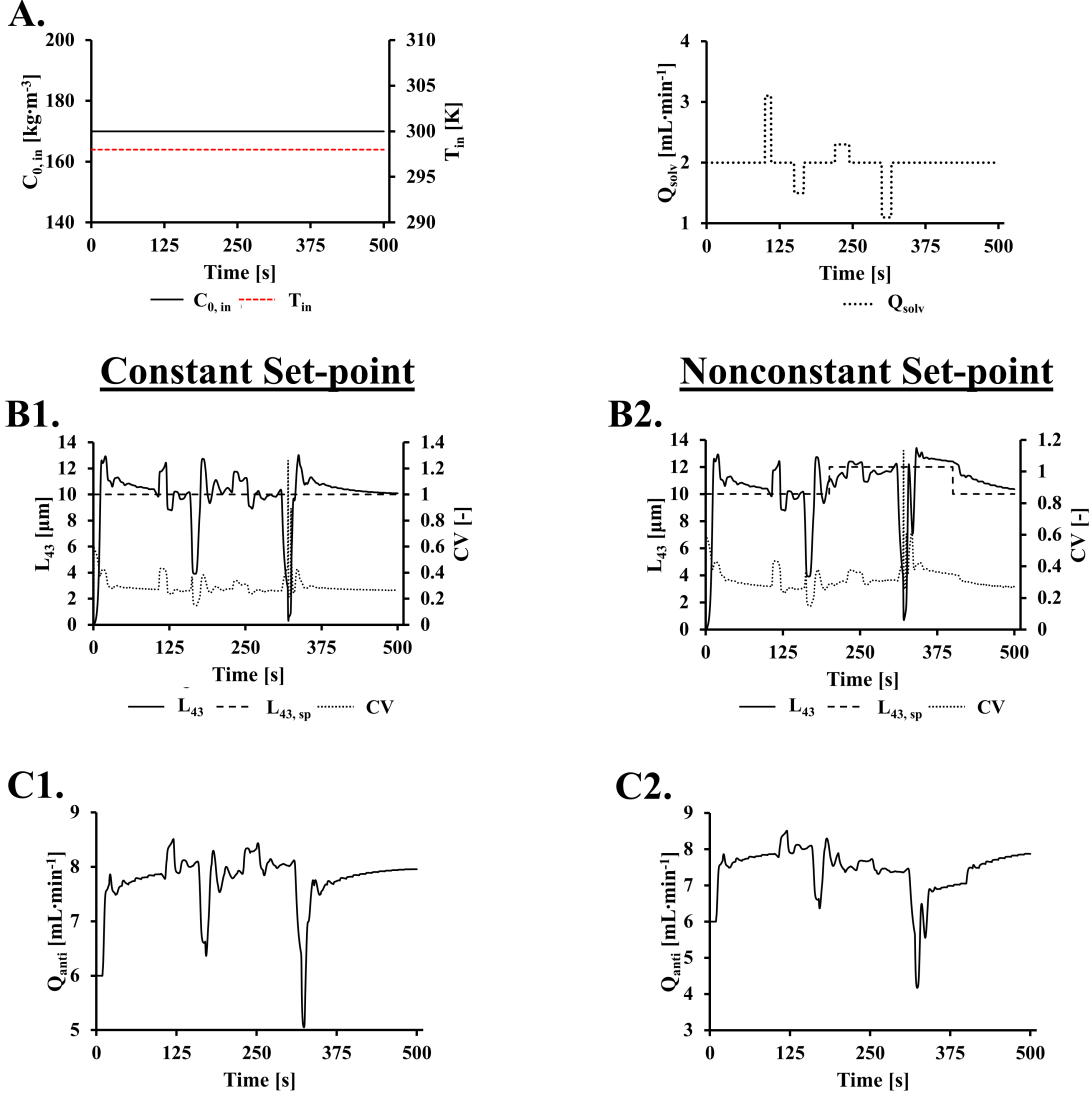 A.
200
180
160
140
C0, in [kg·m-3]
310
305
300
295
290
Tin [K]
0 125 250 375 500
Time [s]
C0, in Tin
4
3
2
1
Qsolv [mL·min-1]
0 125 250 375 500
Time [s]
Qsolv
Constant Set-point
Nonconstant Set-point
B1.
14
12
10
8
6
4
2
0
L43 [µm]
1.4
1.2
1
0.8
0.6
0.4
0.2
0
CV [-]
0 125 250 375 500
Time [s]
L43 L43, sp CV
B2.
14
12
10
8
6
4
2
0
L43 [µm]
1.2
1
0.8
0.6
0.4
0.2
0
CV [-]
0 125 250 375 500
Time [s]
L43 L43, sp CV
C1.
9
8
7
6
5
Qanti [mL·min-1]
0 125 250 375 500
Time [s]
C2.
9
8
7
6
5
4
3
Qanti [mL·min-1]
0 125 250 375 500
Time [s]